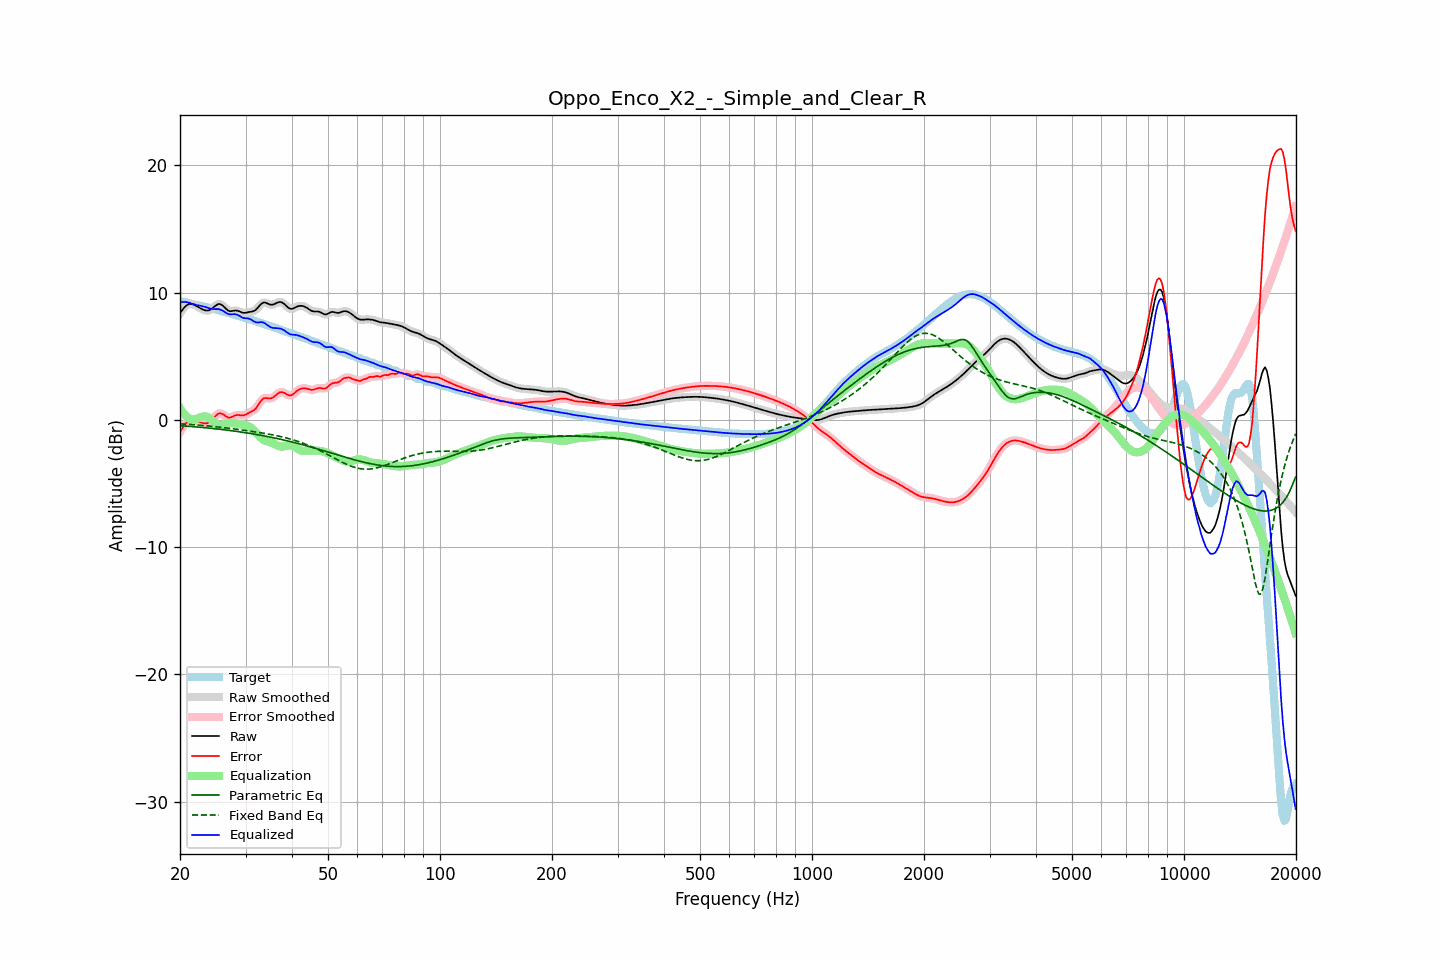 Oppo_Enco_X2_-_Simple_and_Clear_R
Amplitude (dBr)
20
10
0
−10
−20
−30
Target
Raw Smoothed
Error Smoothed
Raw
Error
Equalization
Parametric Eq
Fixed Band Eq
Equalized
20 50 100 200 500 1000 2000 5000 10000 20000
Frequency (Hz)